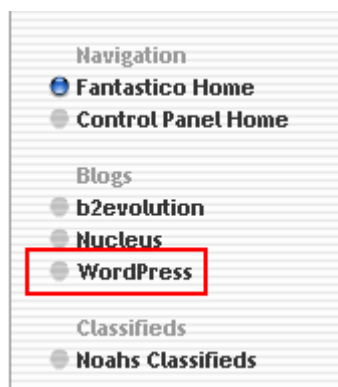 Navigation
Fantastico Home
Control Panel Home
Blogs
b2evolution
Nucleus
WordPress
Classifieds
Noahs Classifieds